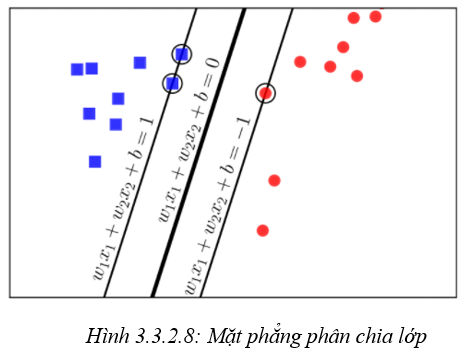 w₁x₁ + w₂x₂ + b = 1
w₁x₁ + w₂x₂ + b = 0
w₁x₁ + w₂x₂ + b = −1
Hình 3.3.2.8: Mặt phẳng phân chia lớp